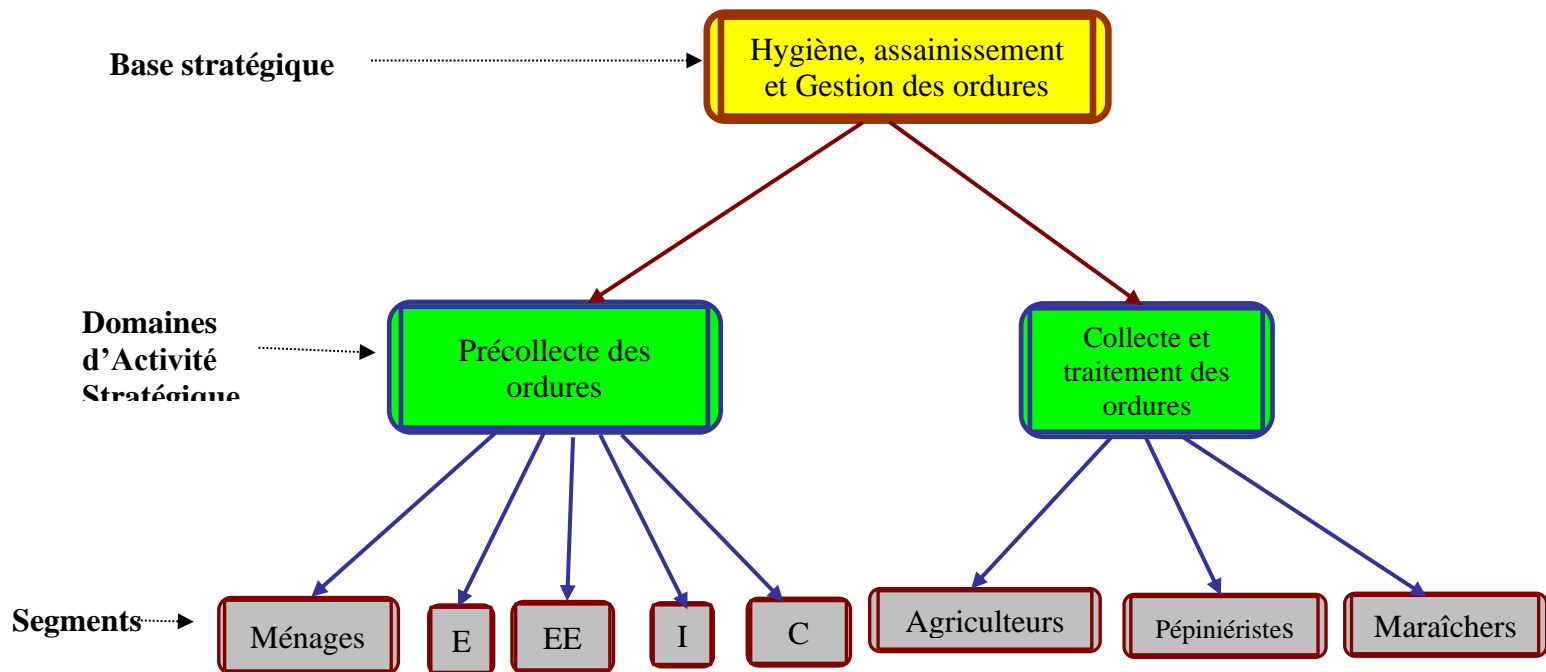 Base stratégique
Hygiène, assainissement
et Gestion des ordures
Domaines
d’Activité
Stratégique
Précollecte des
ordures
Collecte et
traitement des
ordures
Segments
Ménages
E
EE
I
C
Agriculteurs
Pépiniéristes
Maraîchers